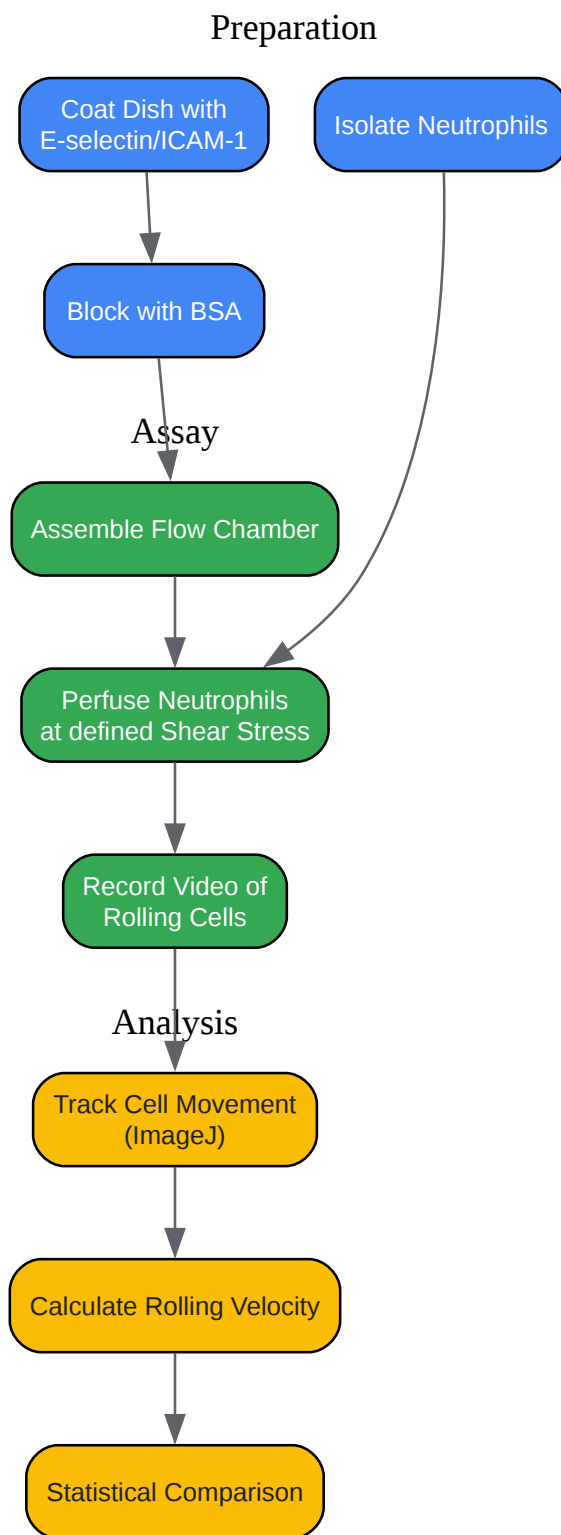 Preparation
Coat Dish with
E-selectin/ICAM-1
Isolate Neutrophils
Block with BSA
Assay
Assemble Flow Chamber
Perfuse Neutrophils
at defined Shear Stress
Record Video of
Rolling Cells
Analysis
Track Cell Movement
(ImageJ)
Calculate Rolling Velocity
Statistical Comparison